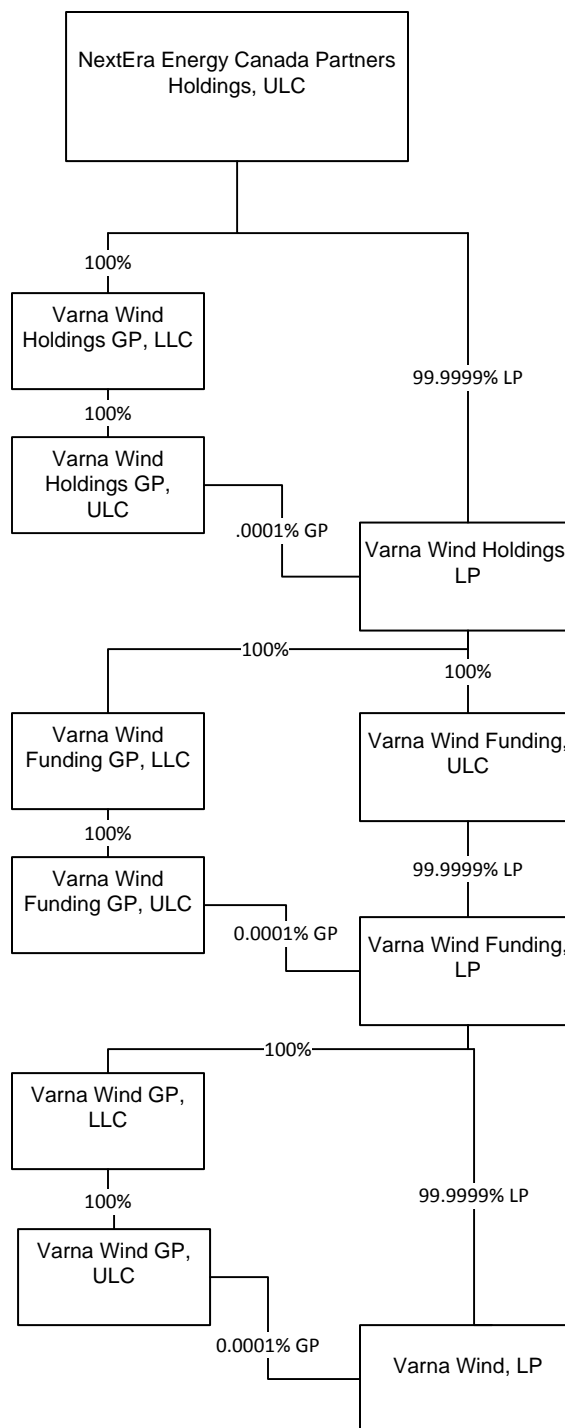 NextEra Energy Canada Partners
Holdings, ULC
100%
Varna Wind
Holdings GP, LLC
99.9999% LP
100%
Varna Wind
Holdings GP,
ULC
.0001% GP
Varna Wind Holdings
LP
100%
100%
Varna Wind
Funding GP, LLC
Varna Wind Funding,
ULC
100%
99.9999% LP
Varna Wind
Funding GP, ULC
0.0001% GP
Varna Wind Funding,
LP
100%
Varna Wind GP,
LLC
100%
99.9999% LP
Varna Wind GP,
ULC
0.0001% GP
Varna Wind, LP